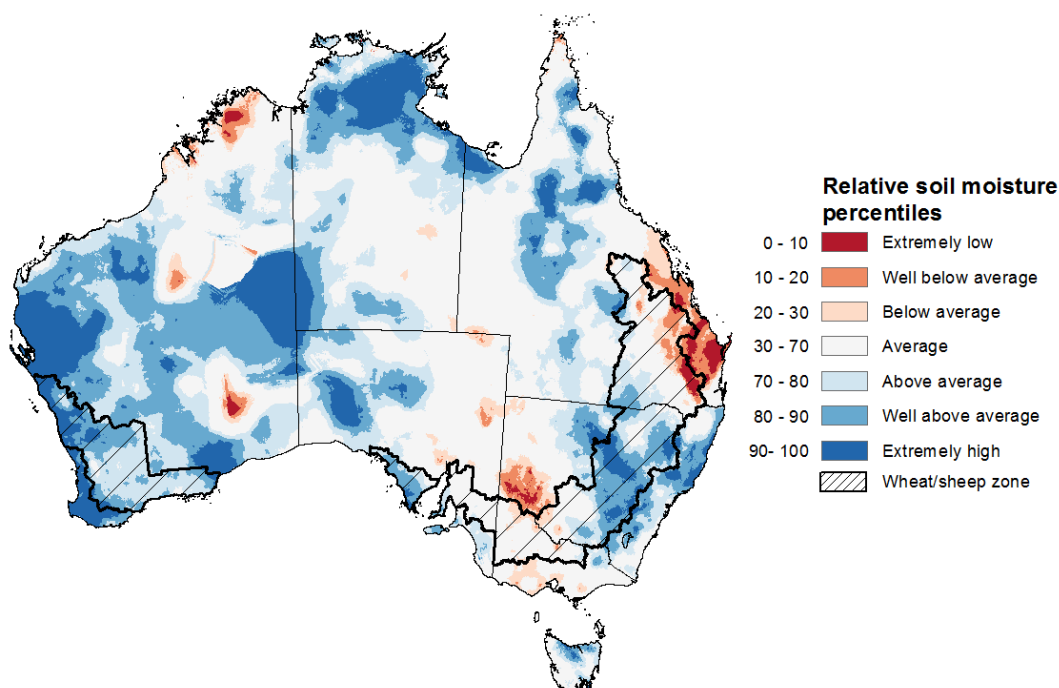 Relative soil moisture
percentiles
0 - 10 Extremely low
10 - 20 Well below average
20 - 30 Below average
30 - 70 Average
70 - 80 Above average
80 - 90 Well above average
90- 100 Extremely high
Wheat/sheep zone